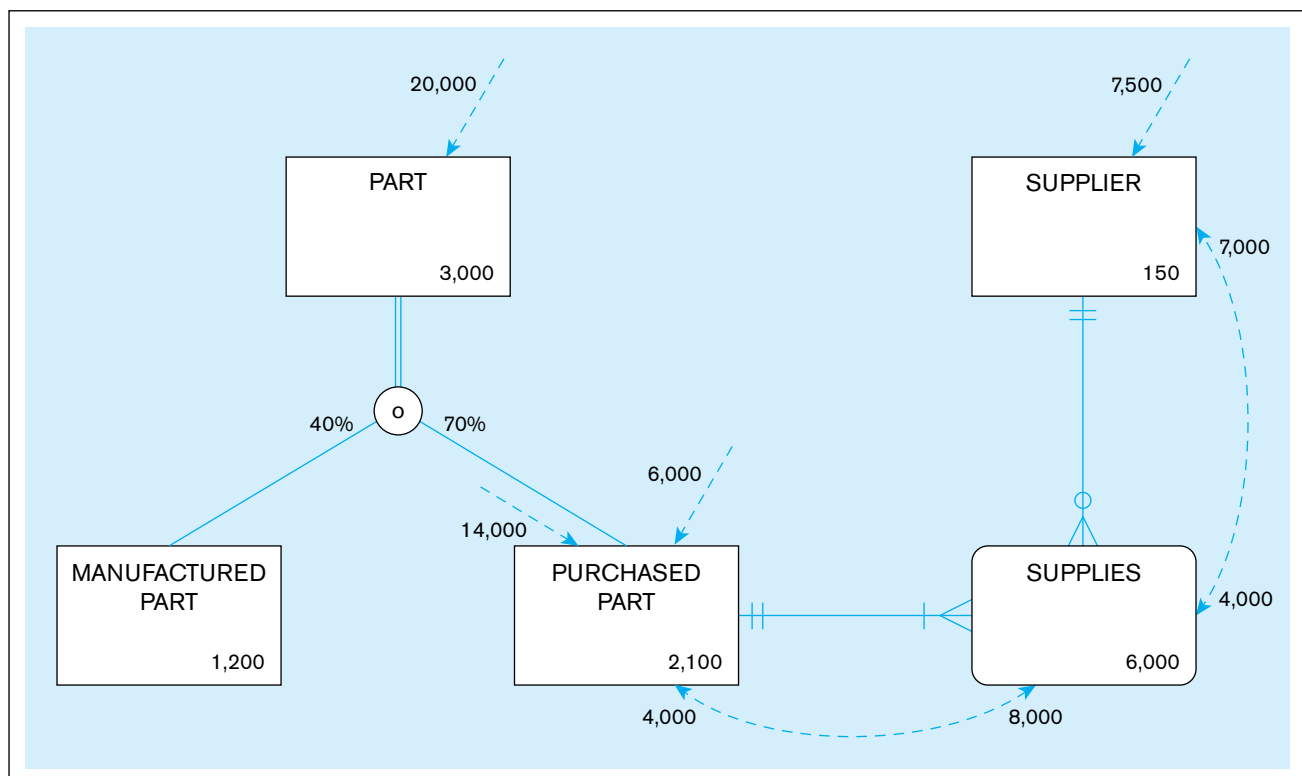 20,000
7,500
PART
3,000
SUPPLIER
150
7,000
40%
o
70%
6,000
14,000
MANUFACTURED
PART
1,200
PURCHASED
PART
2,100
SUPPLIES
6,000
4,000
4,000
8,000